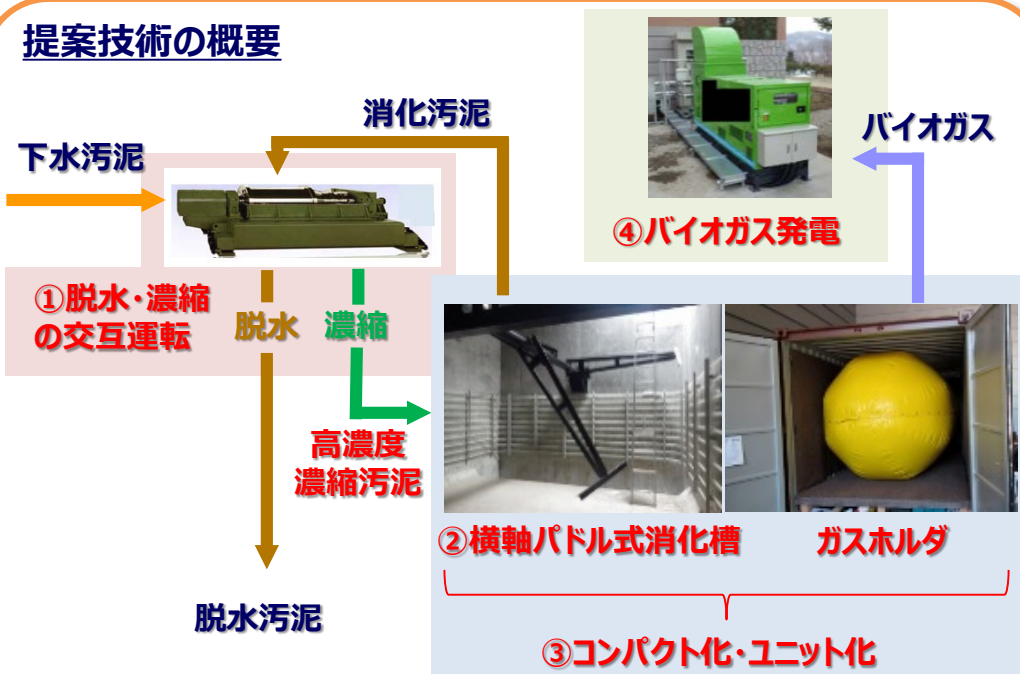 提案技術の概要
消化汚泥
下水汚泥
バイオガス
④バイオガス発電
①脱水・濃縮
の交互運転
脱水
濃縮
高濃度
濃縮汚泥
②横軸パドル式消化槽
ガスホルダ
脱水汚泥
③コンパクト化・ユニット化